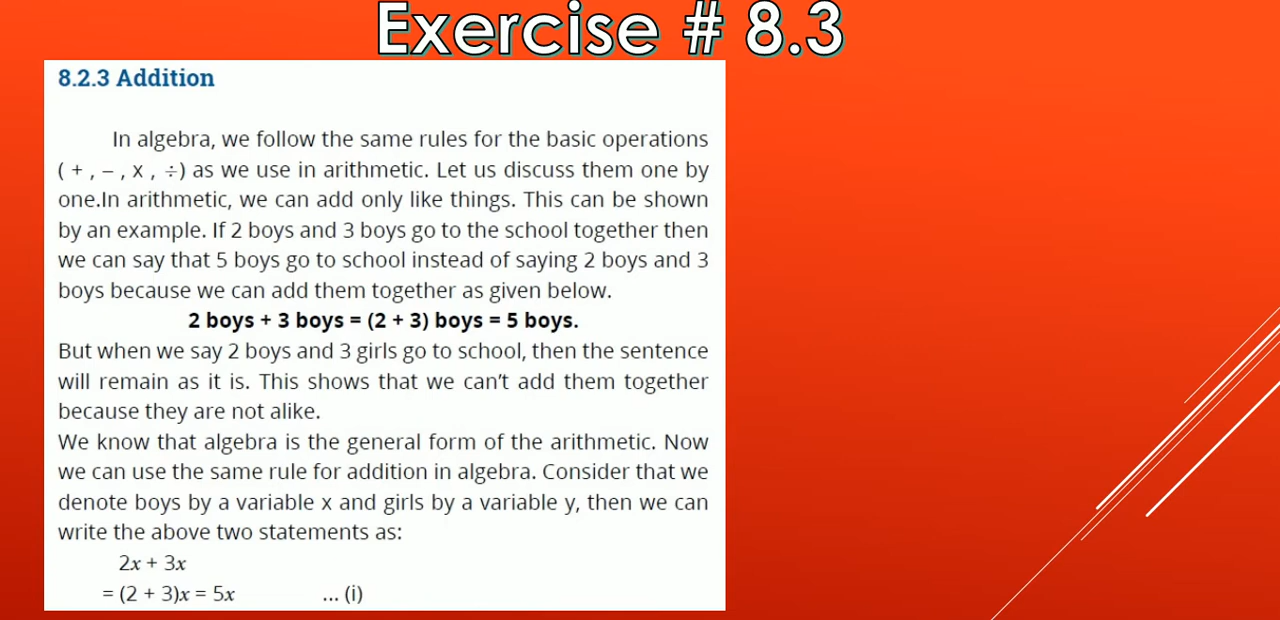 Exercise # 8.3
8.2.3 Addition
In algebra, we follow the same rules for the basic operations
( + , – , x , ÷) as we use in arithmetic. Let us discuss them one by
one.In arithmetic, we can add only like things. This can be shown
by an example. If 2 boys and 3 boys go to the school together then
we can say that 5 boys go to school instead of saying 2 boys and 3
boys because we can add them together as given below.
2 boys + 3 boys = (2 + 3) boys = 5 boys.
But when we say 2 boys and 3 girls go to school, then the sentence
will remain as it is. This shows that we can't add them together
because they are not alike.
We know that algebra is the general form of the arithmetic. Now
we can use the same rule for addition in algebra. Consider that we
denote boys by a variable x and girls by a variable y, then we can
write the above two statements as:
2x + 3x
= (2 + 3)x = 5x ... (i)